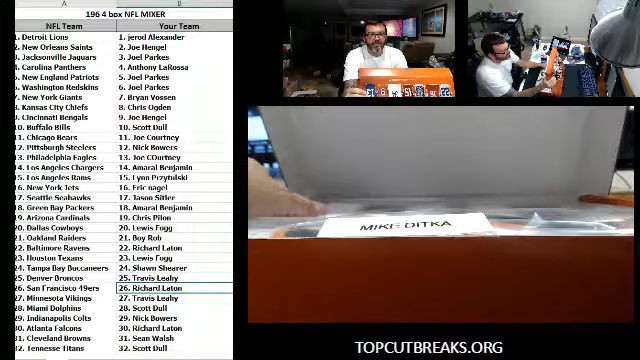 A B
196 4 box NFL MIXER
NFL Team Your Team
1. Detroit Lions 1. jerod Alexander
2. New Orleans Saints 2. Joe Hengel
3. Jacksonville Jaguars 3. Joel Parkes
4. Carolina Panthers 4. Anthony LaRossa
5. New England Patriots 5. Joel Parkes
6. Washington Redskins 6. Joel Parkes
7. New York Giants 7. Bryan Vossen
8. Kansas City Chiefs 8. Chris Ogden
9. Cincinnati Bengals 9. Joe Hengel
10. Buffalo Bills 10. Scott Dull
11. Chicago Bears 11. Joe Courtney
12. Pittsburgh Steelers 12. Nick Bowers
13. Philadelphia Eagles 13. Joe COurtney
14. Los Angeles Chargers 14. Amaral Benjamin
15. Los Angeles Rams 15. Lynn Przytulski
16. New York Jets 16. Eric nagel
17. Seattle Seahawks 17. Jason Sitler
18. Green Bay Packers 18. Amaral Benjamin
19. Arizona Cardinals 19. Chris Pilon
20. Dallas Cowboys 20. Lewis Fogg
21. Oakland Raiders 21. Boy Rob
22. Baltimore Ravens 22. Richard Laton
23. Houston Texans 23. Lewis Fogg
24. Tampa Bay Buccaneers 24. Shawn Shearer
25. Denver Broncos 25. Travis Leahy
26. San Francisco 49ers 26. Richard Laton
27. Minnesota Vikings 27. Travis Leahy
28. Miami Dolphins 28. Scott Dull
29. Indianapolis Colts 29. Nick Bowers
30. Atlanta Falcons 30. Richard Laton
31. Cleveland Browns 31. Sean Walsh
32. Tennesse Titans 32. Scott Dull
MIKE DITKA
TOPCUTBREAKS.ORG